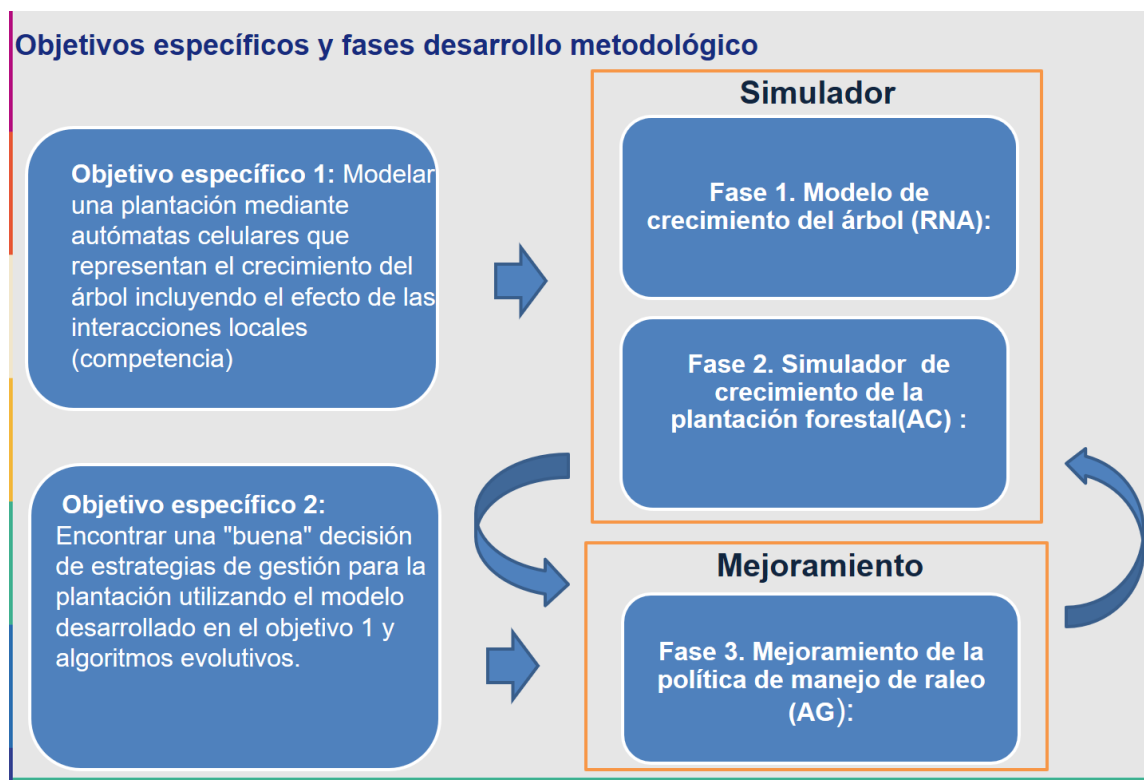 Objetivos específicos y fases desarrollo metodológico
Objetivo específico 1: Modelar
una plantación mediante
autómatas celulares que
representan el crecimiento del
árbol incluyendo el efecto de las
interacciones locales
(competencia)
Objetivo específico 2:
Encontrar una "buena" decisión
de estrategias de gestión para la
plantación utilizando el modelo
desarrollado en el objetivo 1 y
algoritmos evolutivos.
Simulador
Fase 1. Modelo de
crecimiento del árbol (RNA):
Fase 2. Simulador de
crecimiento de la
plantación forestal(AC) :
Mejoramiento
Fase 3. Mejoramiento de la
política de manejo de raleo
(AG):